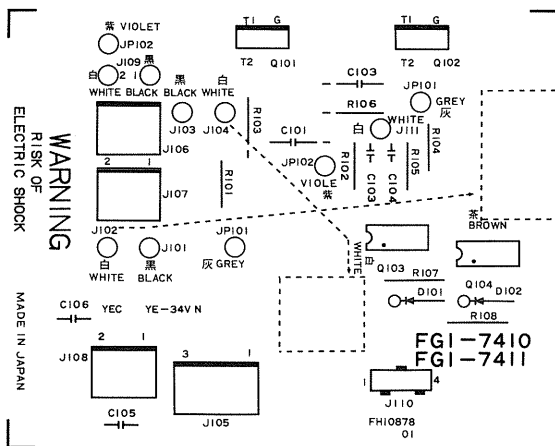 紫 VIOLET
JP102
J109 黒
白 2 1
WHITE BLACK
黒
BLACK
J103
白
WHITE
J104
R103
T1 G
T2 Q101
T1 G
T2 Q102
C103
R106
JP101
GREY
灰
WHITE
白
J111
C101
JP102
VIOLE
紫
R102
C103
C104
R105
R104
2 1
J106
2 1
J107
R101
J102
白
WHITE
J101
黒
BLACK
JP101
灰 GREY
WARNING
RISK OF
ELECTRIC SHOCK
MADE IN JAPAN
茶
BROWN
WHITE
白
Q103
R107
Q104
D101
D102
R108
C106
YEC YE-34V N
FGI-7410
FGI-7411
2 1
J108
3 1
J105
C105
1 4
J110
FH10878
01